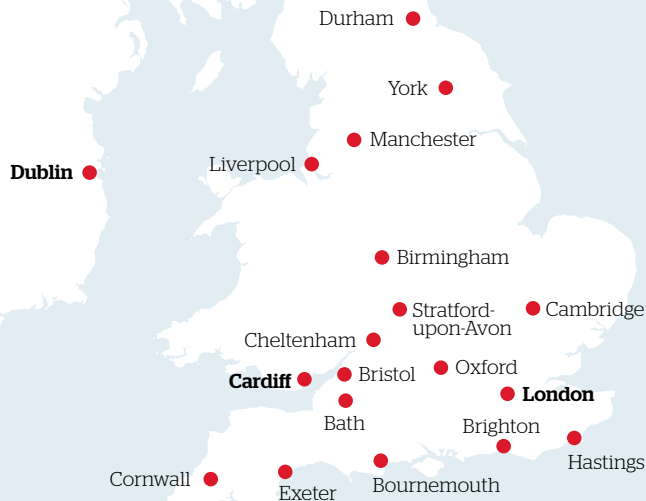 Durham
York
Manchester
Liverpool
Dublin
Birmingham
Stratford-
upon-Avon
Cambridge
Cheltenham
Bristol
Oxford
Cardiff
London
Bath
Brighton
Hastings
Cornwall
Exeter
Bournemouth